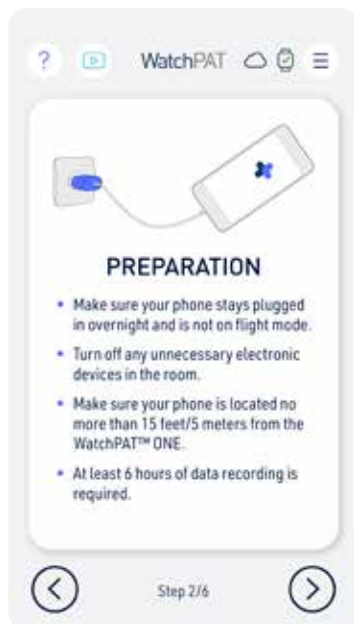 ?
WatchPAT
PREPARATION
• Make sure your phone stays plugged
in overnight and is not on flight mode.
• Turn off any unnecessary electronic
devices in the room.
• Make sure your phone is located no
more than 15 feet/5 meters from the
WatchPAT™ ONE.
• At least 6 hours of data recording is
required.
Step 2/6